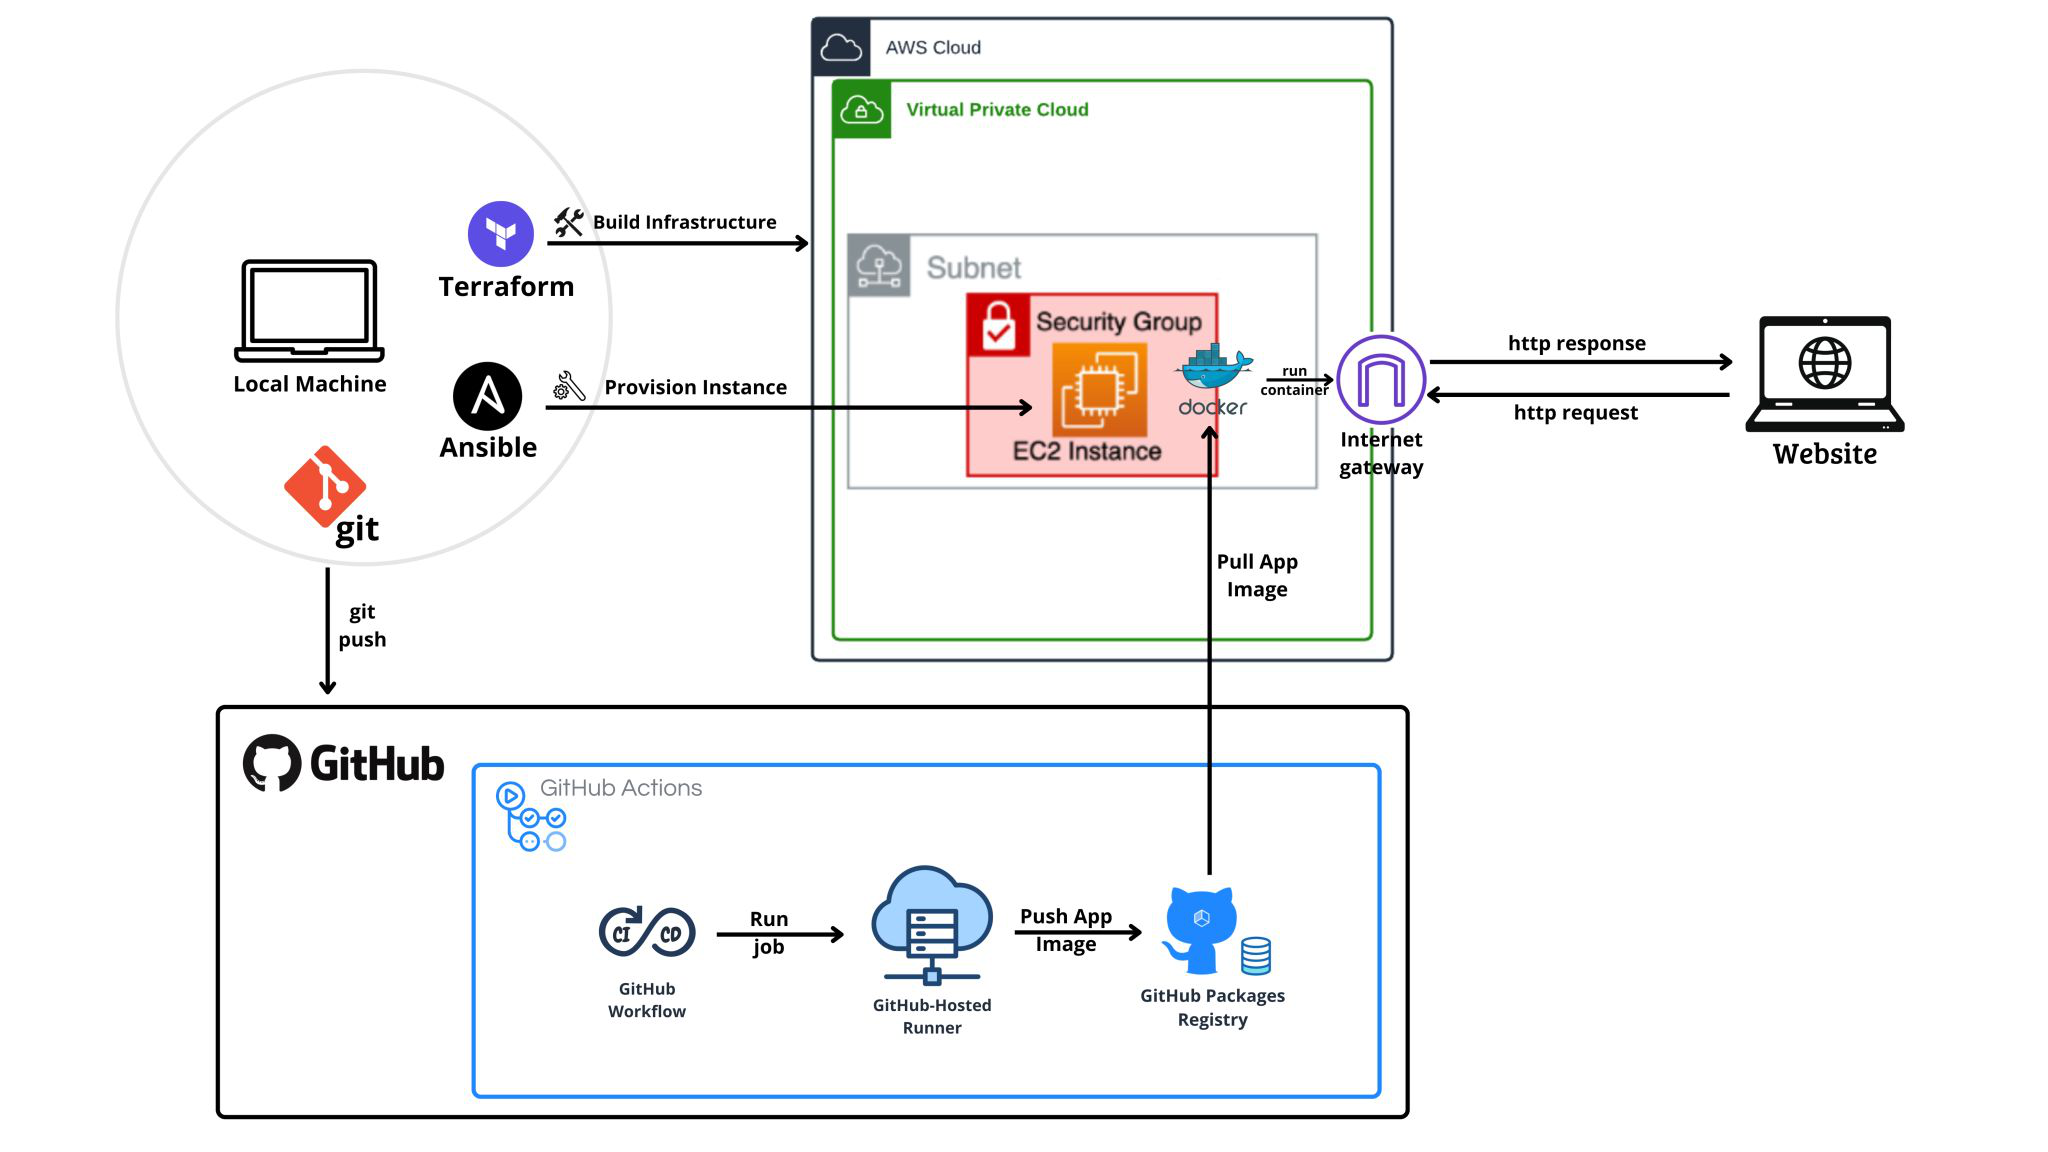 AWS Cloud
Virtual Private Cloud
Build Infrastructure
Terraform
Subnet
Security Group
Local Machine
Provision Instance
Ansible
EC2 Instance
docker
run
container
Internet
gateway
http response
http request
Website
git
git
push
Pull App
Image
GitHub
GitHub Actions
CI CD
GitHub
Workflow
Run
job
GitHub-Hosted
Runner
Push App
Image
GitHub Packages
Registry